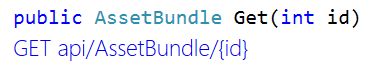 public AssetBundle Get(int id)
GET api/AssetBundle/{id}